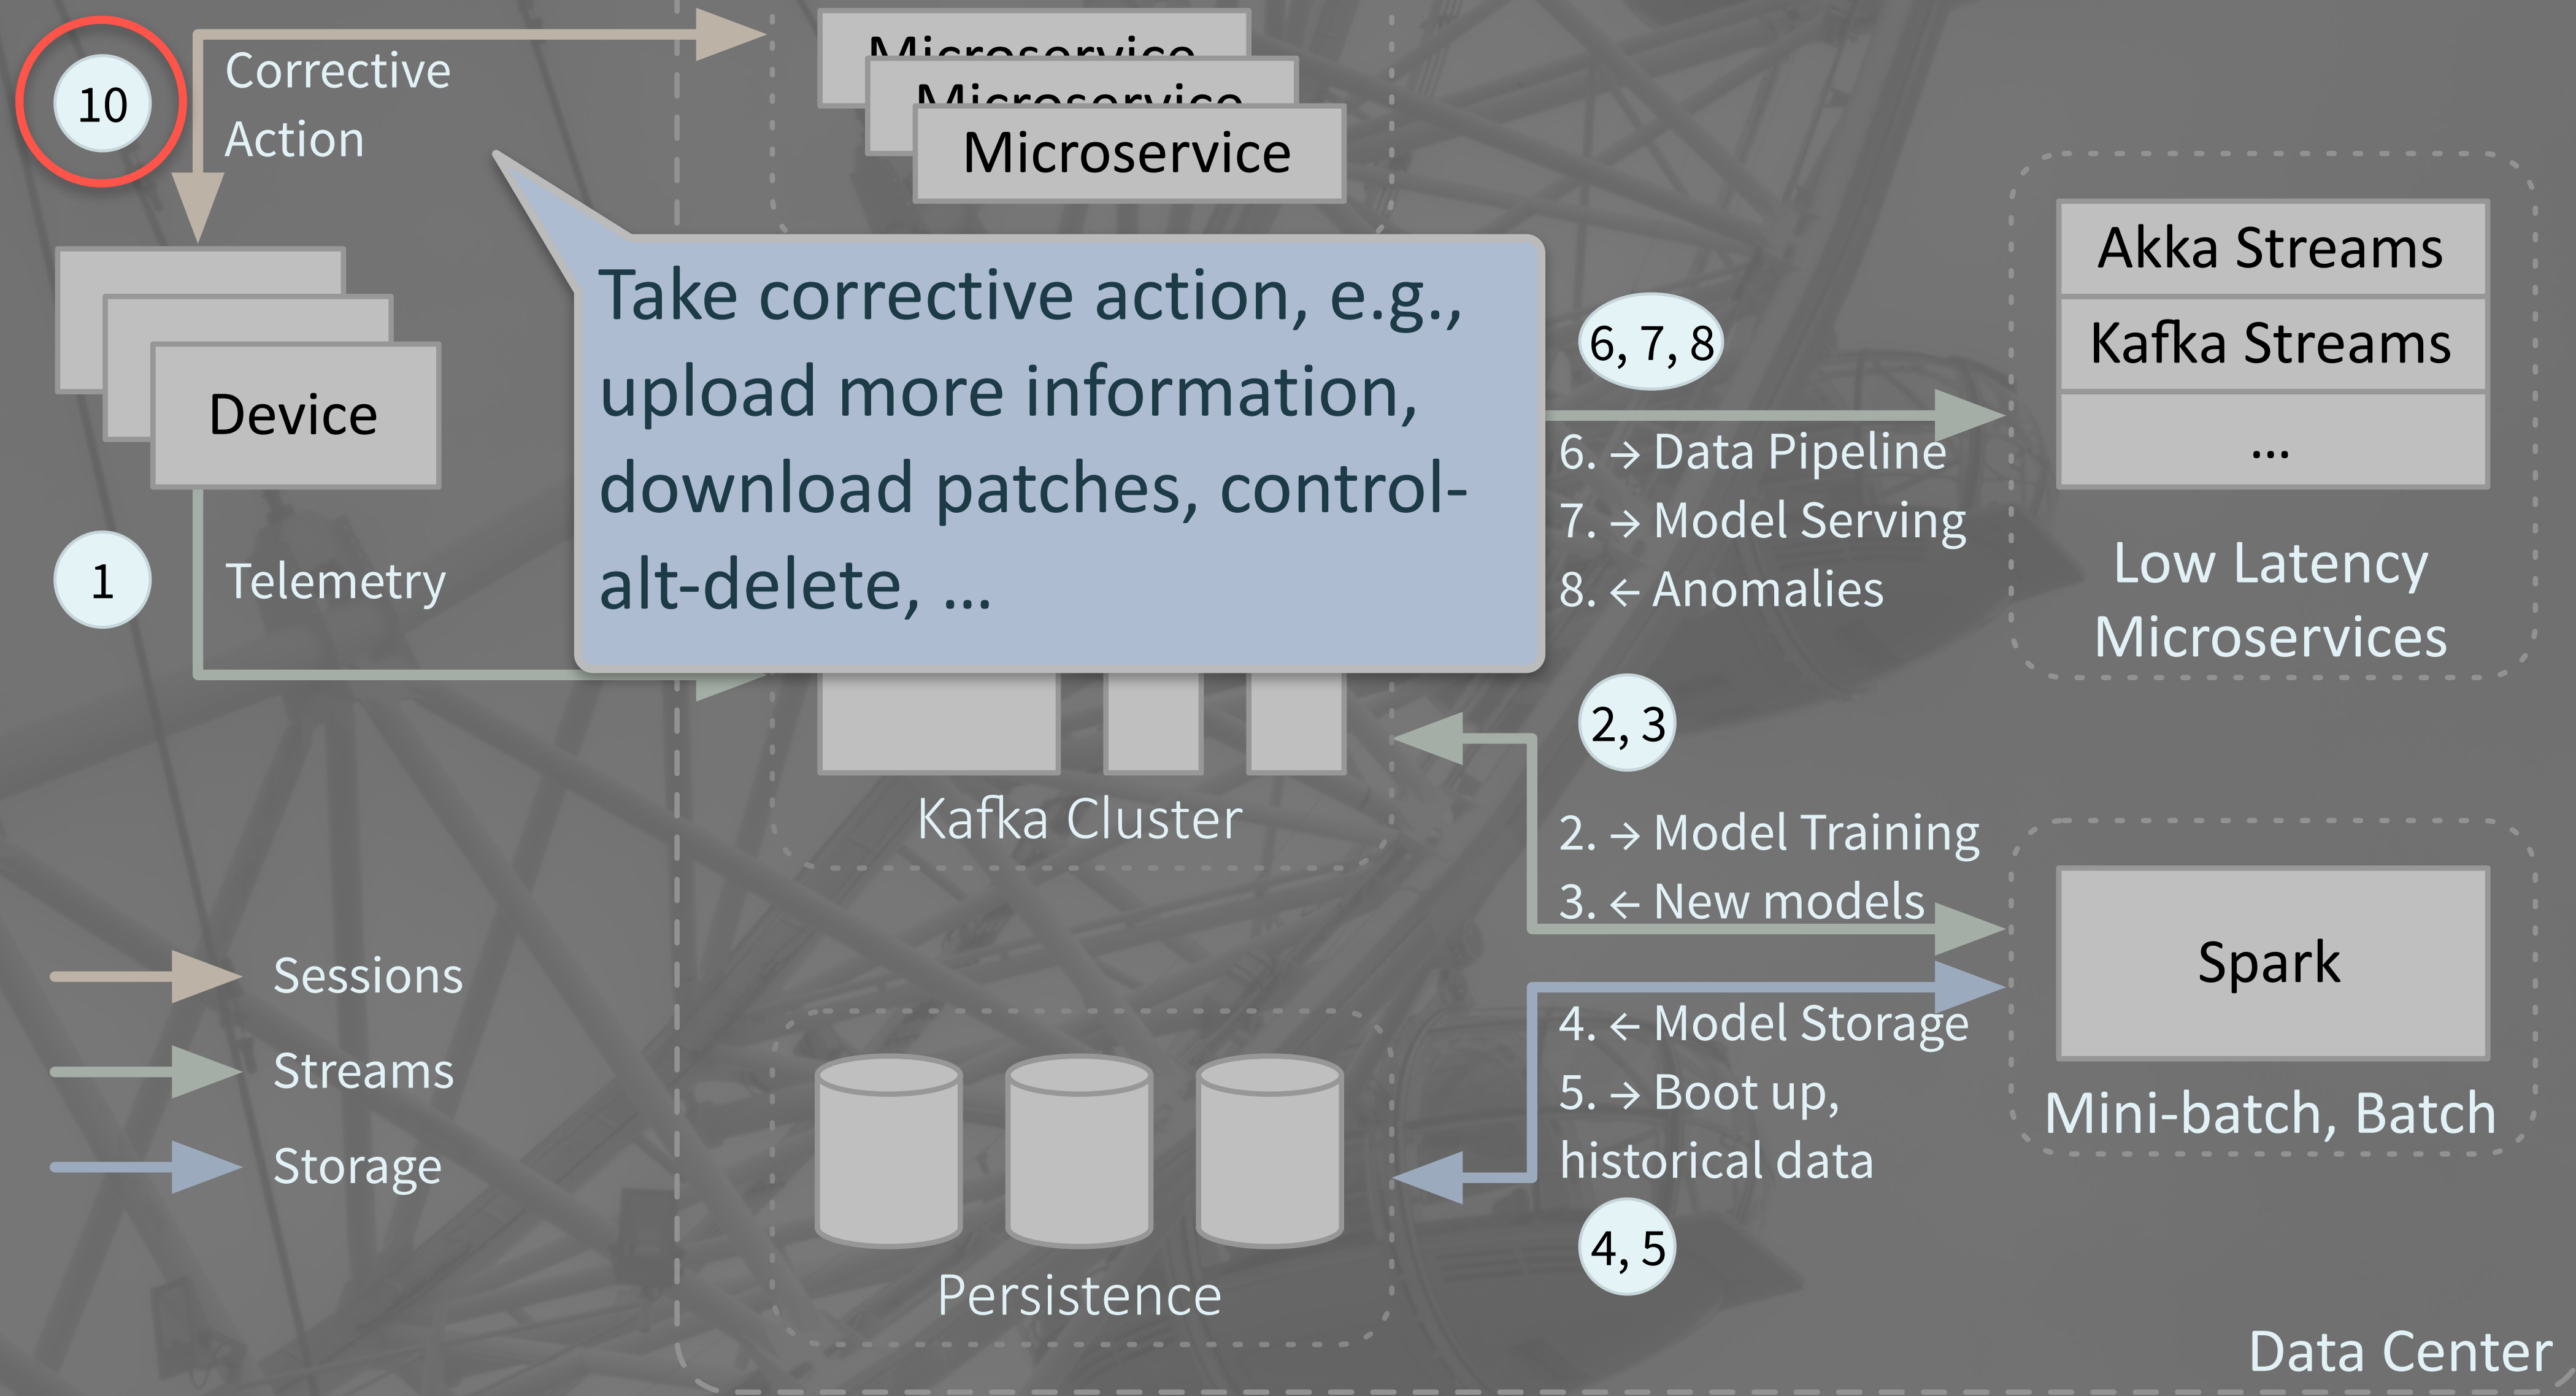 10
Corrective
Action
Microservice
Microservice
Microservice
Take corrective action, e.g.,
upload more information,
download patches, control-
alt-delete, ...
Device
1
Telemetry
6, 7, 8
6. → Data Pipeline
7. → Model Serving
8. ← Anomalies
Akka Streams
Kafka Streams
...
Low Latency
Microservices
2, 3
2. → Model Training
3. ← New models
Kafka Cluster
Spark
Mini-batch, Batch
4. ← Model Storage
5. → Boot up,
historical data
4, 5
Sessions
Streams
Storage
Persistence
Data Center